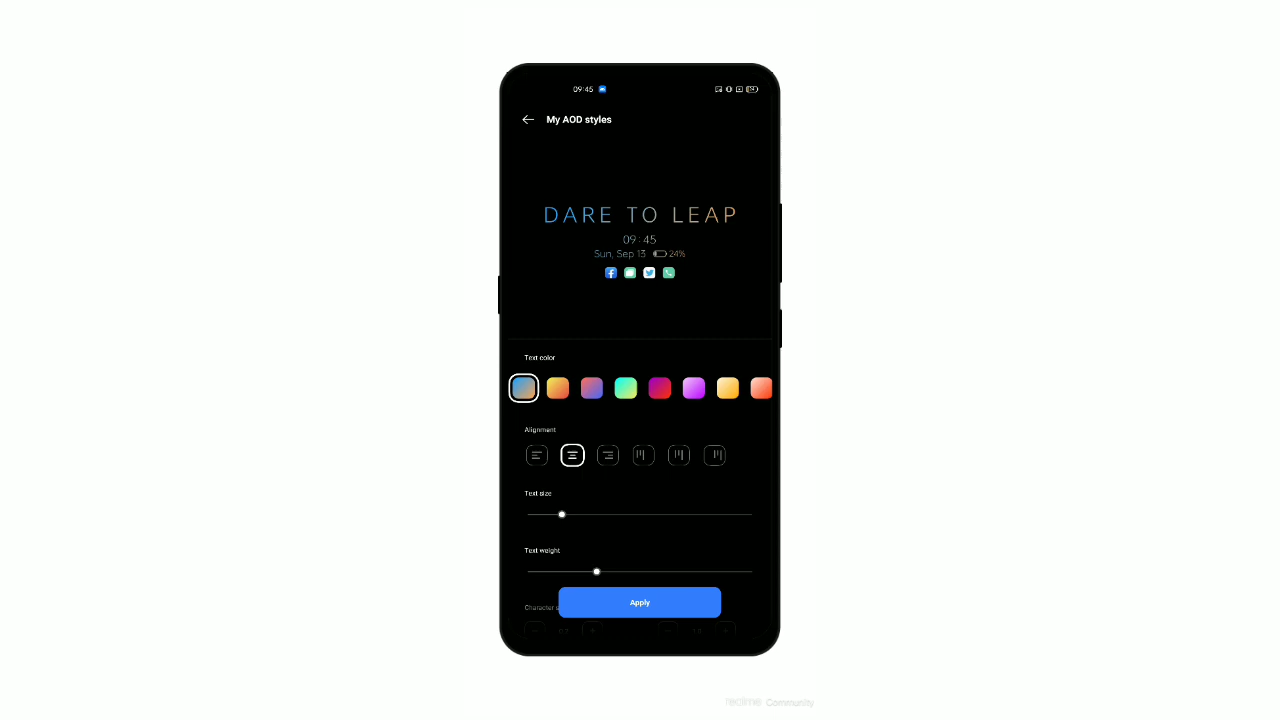 09:45
My AOD styles
DARE TO LEAP
09:45
Sun, Sep 13 24%
Text color
Alignment
Text size
Text weight
Character
Apply
realme Community